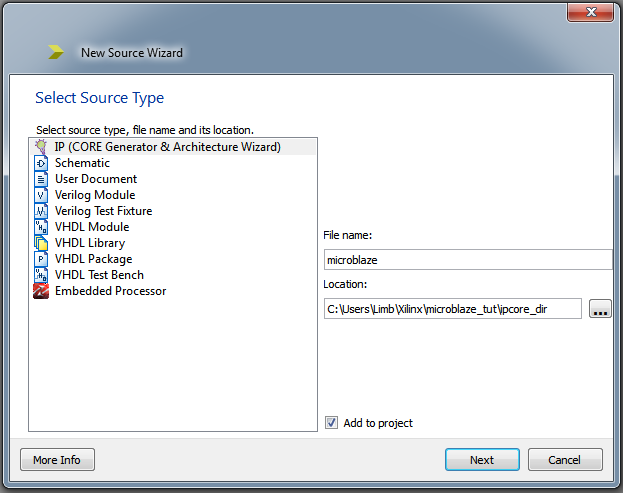 New Source Wizard
Select Source Type
Select source type, file name and its location.
IP (CORE Generator & Architecture Wizard)
Schematic
User Document
Verilog Module
Verilog Test Fixture
VHDL Module
VHDL Library
VHDL Package
VHDL Test Bench
Embedded Processor
File name:
microblaze
Location:
C:\Users\Limb\Xilinx\microblaze_tut\ipcore_dir
...
Add to project
More Info
Next
Cancel